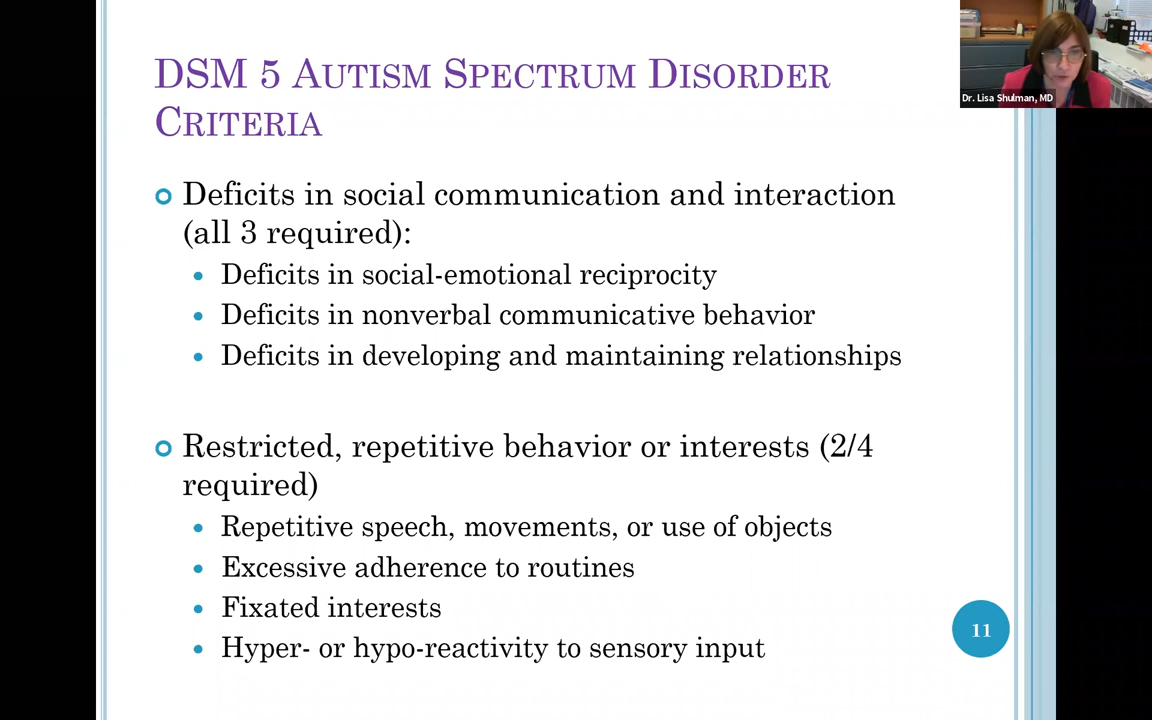 DSM 5 AUTISM SPECTRUM DISORDER
CRITERIA
Dr. Lisa Shulman, MD
Deficits in social communication and interaction
(all 3 required):
Deficits in social-emotional reciprocity
Deficits in nonverbal communicative behavior
Deficits in developing and maintaining relationships
Restricted, repetitive behavior or interests (2/4
required)
Repetitive speech, movements, or use of objects
Excessive adherence to routines
Fixated interests
Hyper- or hypo-reactivity to sensory input
11